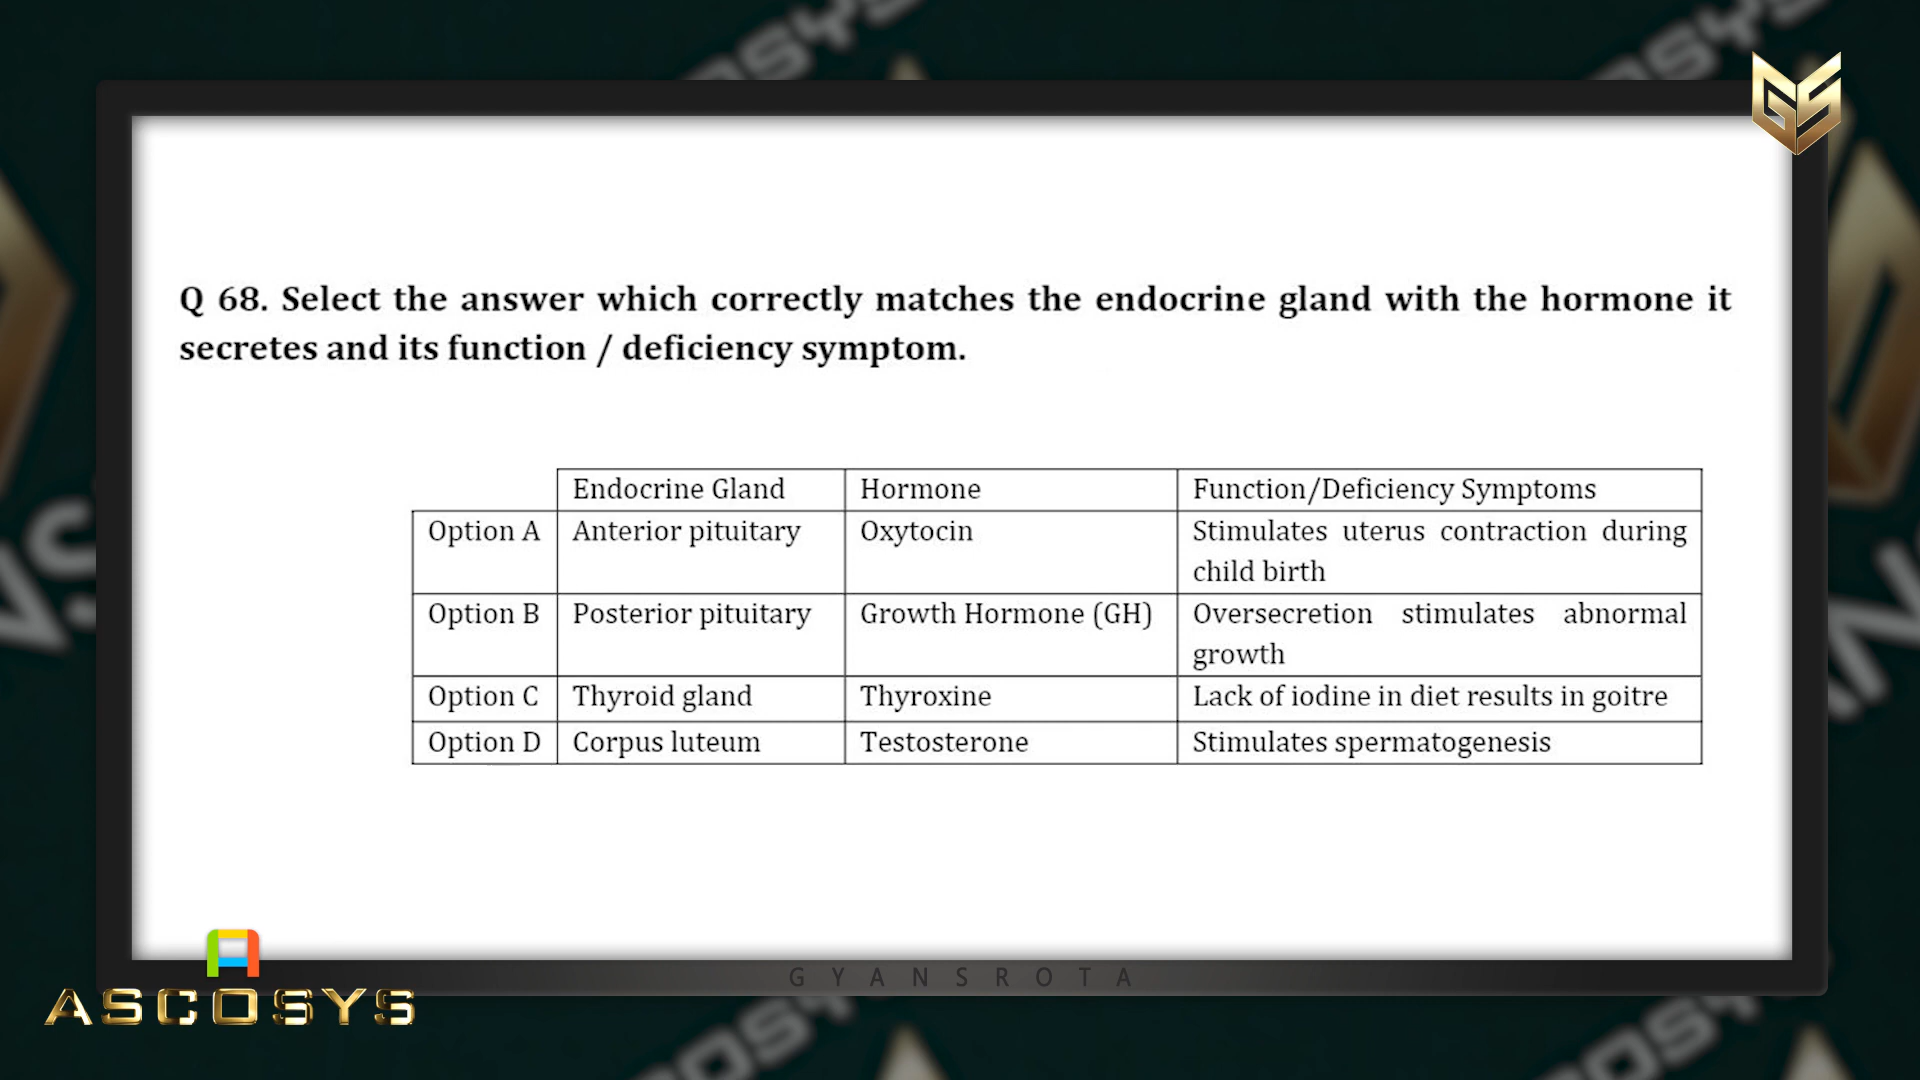 Q 68. Select the answer which correctly matches the endocrine gland with the hormone it
secretes and its function / deficiency symptom.
Endocrine Gland Hormone Function/Deficiency Symptoms
Option A Anterior pituitary Oxytocin Stimulates uterus contraction during
child birth
Option B Posterior pituitary Growth Hormone (GH) Oversecretion stimulates abnormal
growth
Option C Thyroid gland Thyroxine Lack of iodine in diet results in goitre
Option D Corpus luteum Testosterone Stimulates spermatogenesis
GYANSROTA
ASCOSYS
GS